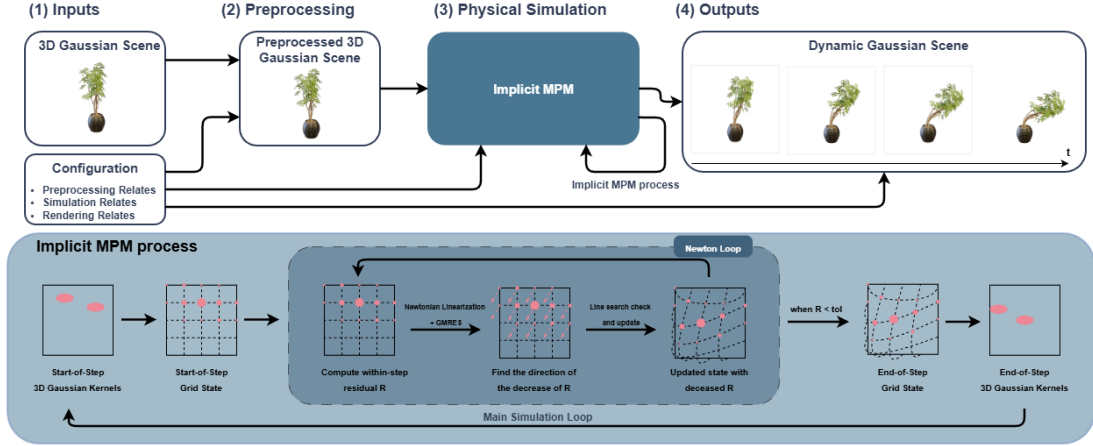 (1) Inputs
(2) Preprocessing
(3) Physical Simulation
(4) Outputs
3D Gaussian Scene
Preprocessed 3D
Gaussian Scene
Implicit MPM
Dynamic Gaussian Scene
t
Configuration
• Preprocessing Relates
• Simulation Relates
• Rendering Relates
Implicit MPM process
Implicit MPM process
Newton Loop
Newtonian Linearization
+ GMRES
Line search check
and update
when R < tol
Start-of-Step
3D Gaussian Kernels
Start-of-Step
Grid State
Compute within-step
residual R
Find the direction of
the decrease of R
Updated state with
deceased R
End-of-Step
Grid State
End-of-Step
3D Gaussian Kernels
Main Simulation Loop